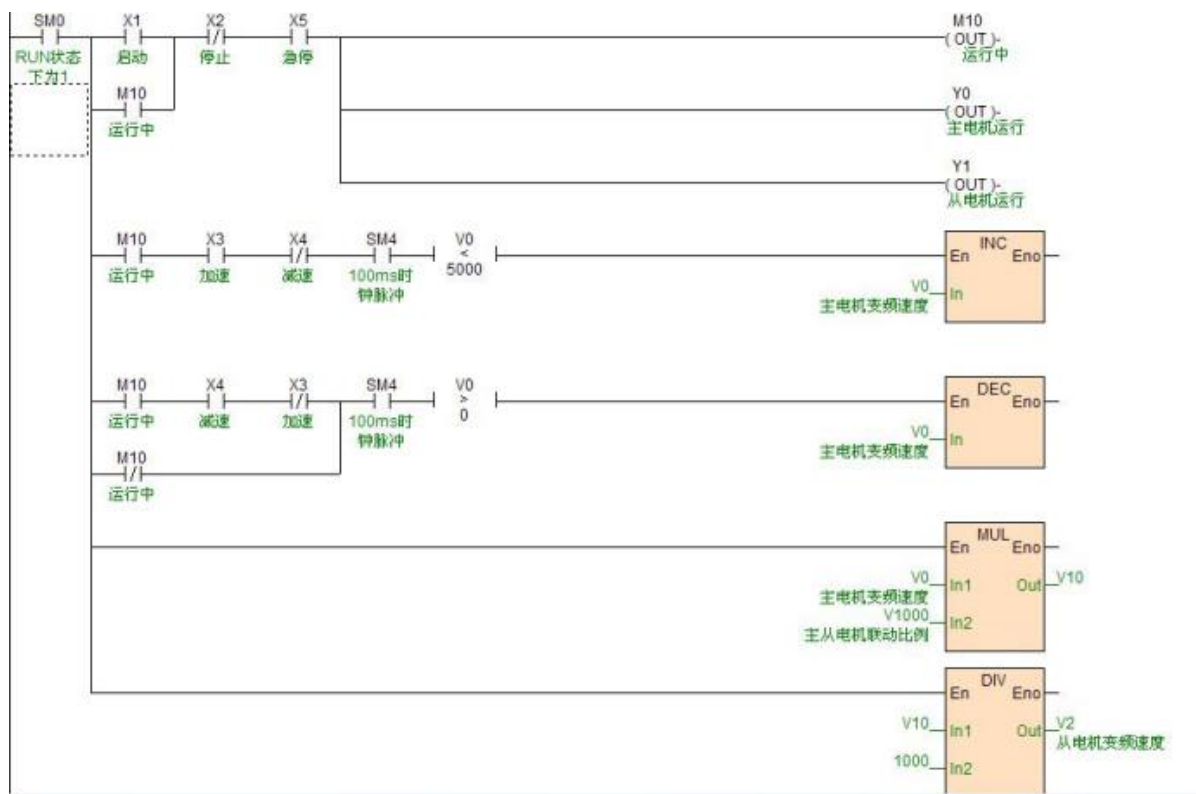 SM0 X1 X2 X5 M10
( OUT )-
RUN状态
下为1
启动 停止 急停 运行中
M10
运行中
Y0
( OUT )-
主电机运行
Y1
( OUT )-
从电机运行
M10 X3 X4 SM4 V0
<
5000
运行中 加速 减速 100ms时
钟脉冲
INC
En Eno
V0 In
主电机变频速度
M10 X4 X3 SM4 V0
>
0
运行中 减速 加速 100ms时
钟脉冲
DEC
En Eno
V0 In
主电机变频速度
M10
运行中
MUL
En Eno
V0 In1 Out V10
主电机变频速度
V1000 In2
主从电机联动比例
DIV
En Eno
V10 In1 Out V2
从电机变频速度
1000 In2